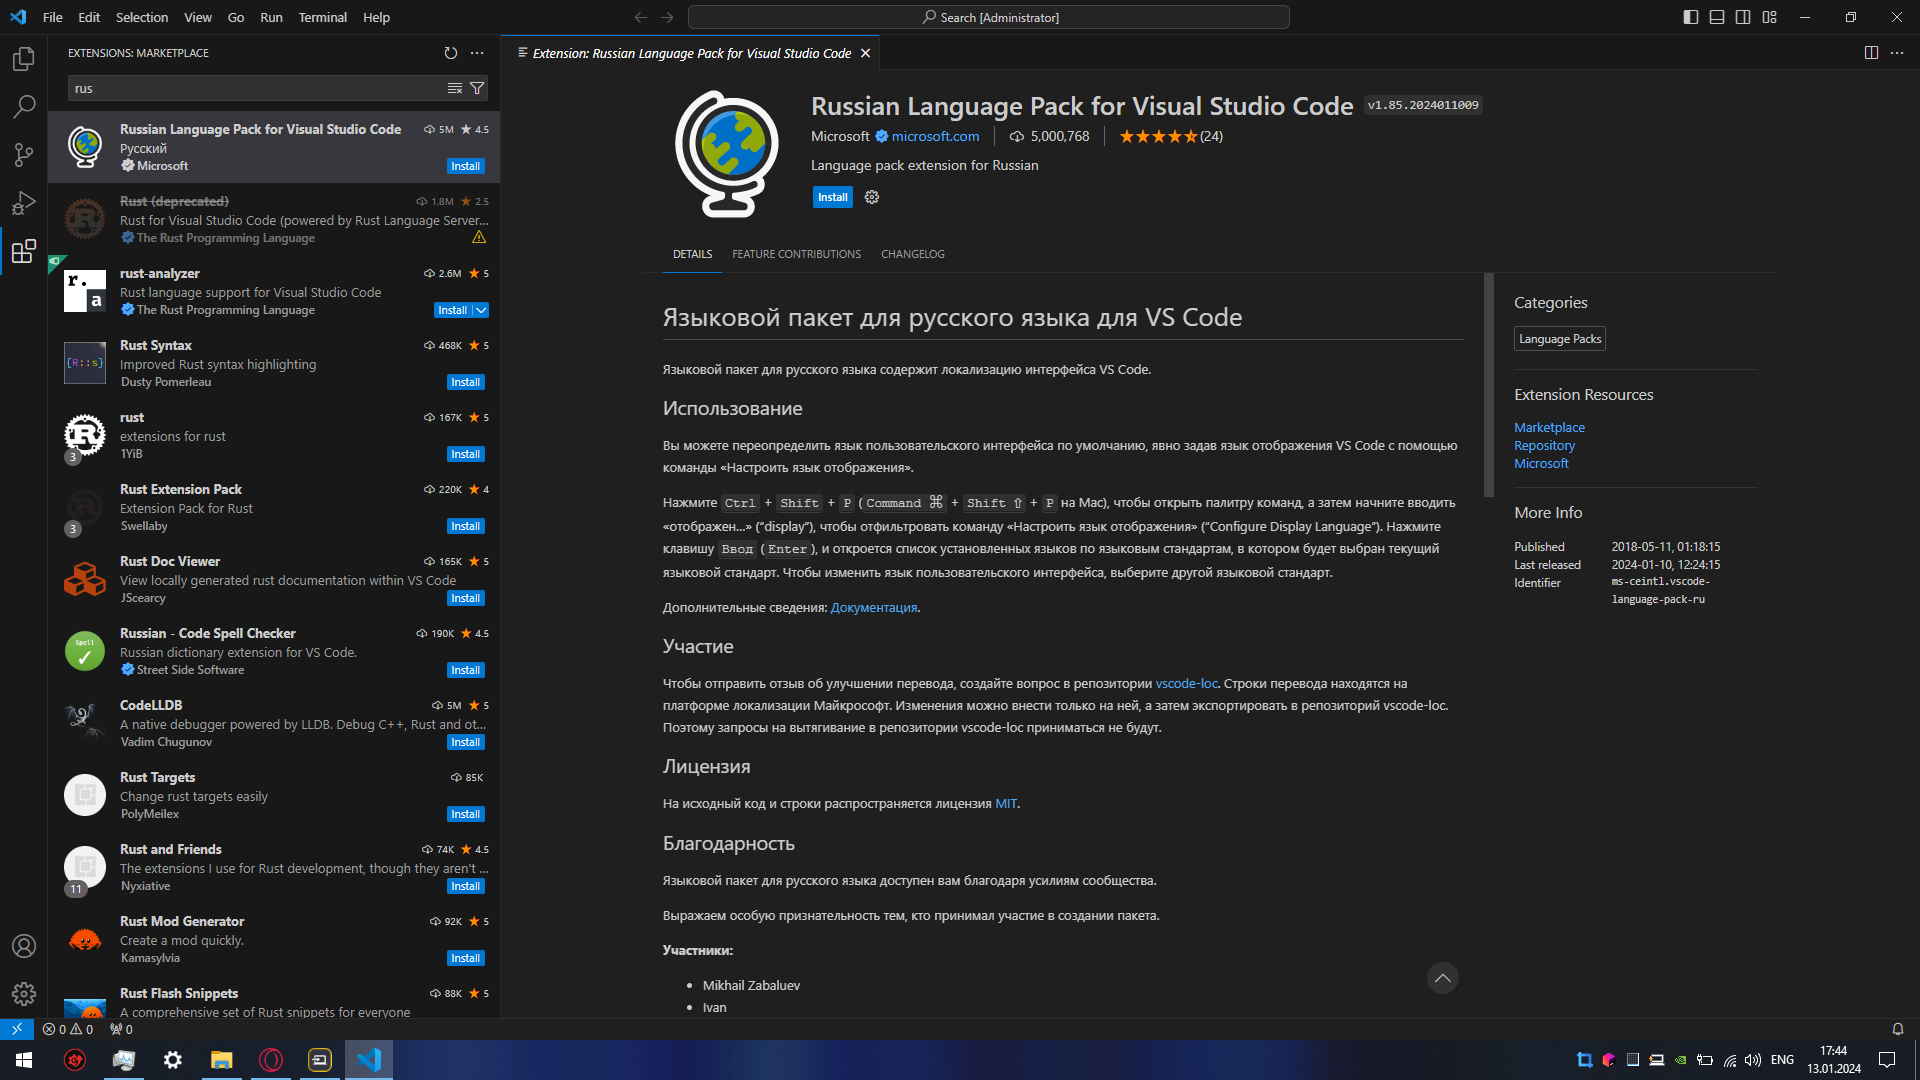 File Edit Selection View Go Run Terminal Help
Search [Administrator]
EXTENSIONS: MARKETPLACE
rus
Russian Language Pack for Visual Studio Code 5M 4.5
Русский
Microsoft Install
Rust (deprecated) 1.8M 2.5
Rust for Visual Studio Code (powered by Rust Language Server...
The Rust Programming Language
r. a
rust-analyzer 2.6M 5
Rust language support for Visual Studio Code
The Rust Programming Language Install
{R::s}
Rust Syntax 468K 5
Improved Rust syntax highlighting
Dusty Pomerleau Install
rust 167K 5
extensions for rust
3 1YiB Install
Rust Extension Pack 220K 4
Extension Pack for Rust
3 Swellaby Install
Rust Doc Viewer 165K 5
View locally generated rust documentation within VS Code
JScearcy Install
Spell
Russian - Code Spell Checker 190K 4.5
Russian dictionary extension for VS Code.
Street Side Software Install
CodeLLDB 5M 5
A native debugger powered by LLDB. Debug C++, Rust and ot...
Vadim Chugunov Install
Rust Targets 85K
Change rust targets easily
PolyMeilex Install
Rust and Friends 74K 4.5
The extensions I use for Rust development, though they aren't ...
11 Nyxiative Install
Rust Mod Generator 92K 5
Create a mod quickly.
Kamasylvia Install
Rust Flash Snippets 88K 5
A comprehensive set of Rust snippets for everyone
Extension: Russian Language Pack for Visual Studio Code
Russian Language Pack for Visual Studio Code v1.85.2024011009
Microsoft microsoft.com 5,000,768 (24)
Language pack extension for Russian
Install
DETAILS FEATURE CONTRIBUTIONS CHANGELOG
Языковой пакет для русского языка для VS Code
Языковой пакет для русского языка содержит локализацию интерфейса VS Code.
Использование
Вы можете переопределить язык пользовательского интерфейса по умолчанию, явно задав язык отображения VS Code с помощью
команды «Настроить язык отображения».
Нажмите Ctrl + Shift + P (Command ⌘ + Shift ⇧ + P на Mac), чтобы открыть палитру команд, а затем начните вводить
«отображен...» ("display"), чтобы отфильтровать команду «Настроить язык отображения» ("Configure Display Language"). Нажмите
клавишу Ввод (Enter), и откроется список установленных языков по языковым стандартам, в котором будет выбран текущий
языковой стандарт. Чтобы изменить язык пользовательского интерфейса, выберите другой языковой стандарт.
Дополнительные сведения: Документация.
Участие
Чтобы отправить отзыв об улучшении перевода, создайте вопрос в репозитории vscode-loc. Строки перевода находятся на
платформе локализации Майкрософт. Изменения можно внести только на ней, а затем экспортировать в репозиторий vscode-loc.
Поэтому запросы на вытягивание в репозитории vscode-loc приниматься не будут.
Лицензия
На исходный код и строки распространяется лицензия MIT.
Благодарность
Языковой пакет для русского языка доступен вам благодаря усилиям сообщества.
Выражаем особую признательность тем, кто принимал участие в создании пакета.
Участники:
• Mikhail Zabaluev
• Ivan
Categories
Language Packs
Extension Resources
Marketplace
Repository
Microsoft
More Info
Published 2018-05-11, 01:18:15
Last released 2024-01-10, 12:24:15
Identifier ms-ceintl.vscode-
language-pack-ru
0 0 0
ENG 17:44
13.01.2024